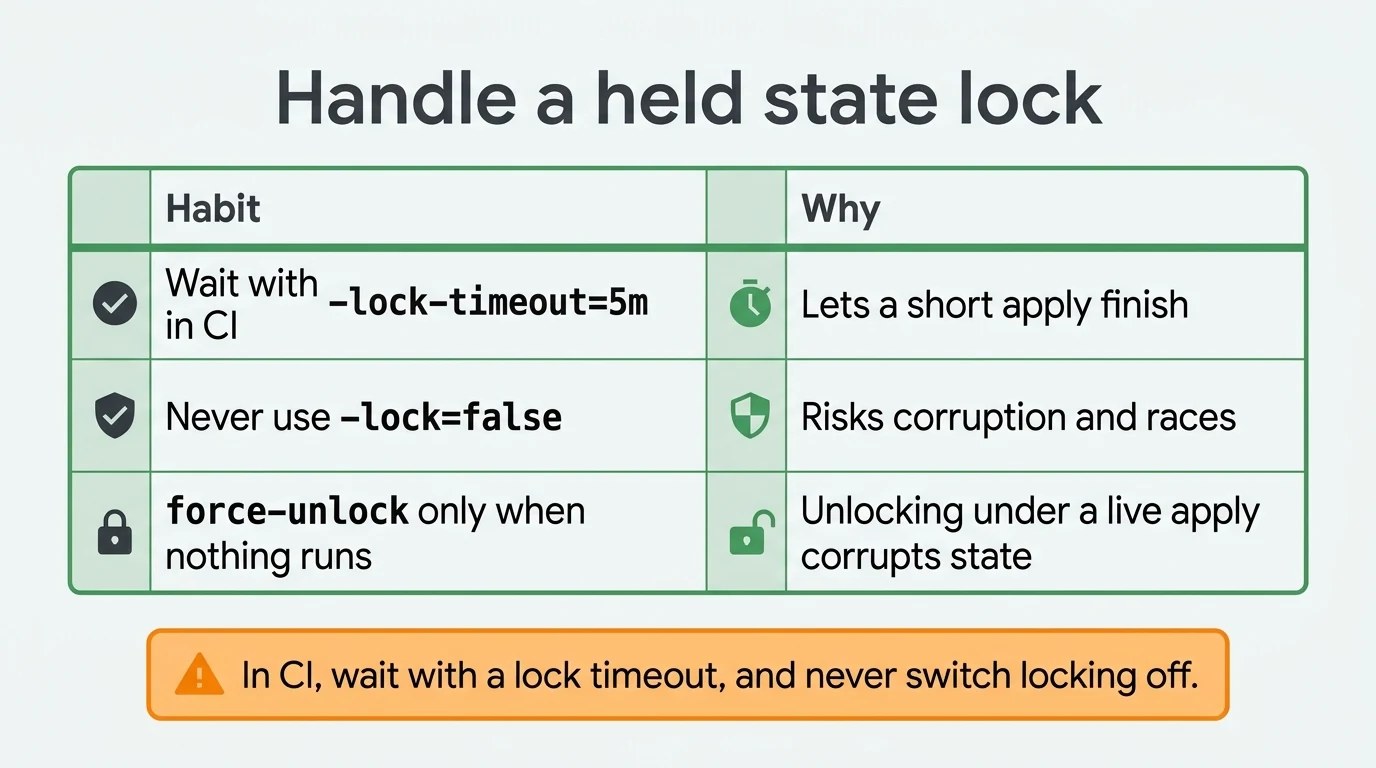 Handle a held state lock
Habit
Why
Wait with -lock-timeout=5m
in CI
Lets a short apply finish
Never use -lock=false
Risks corruption and races
force-unlock only when
nothing runs
Unlocking under a live apply
corrupts state
In CI, wait with a lock timeout, and never switch locking off.